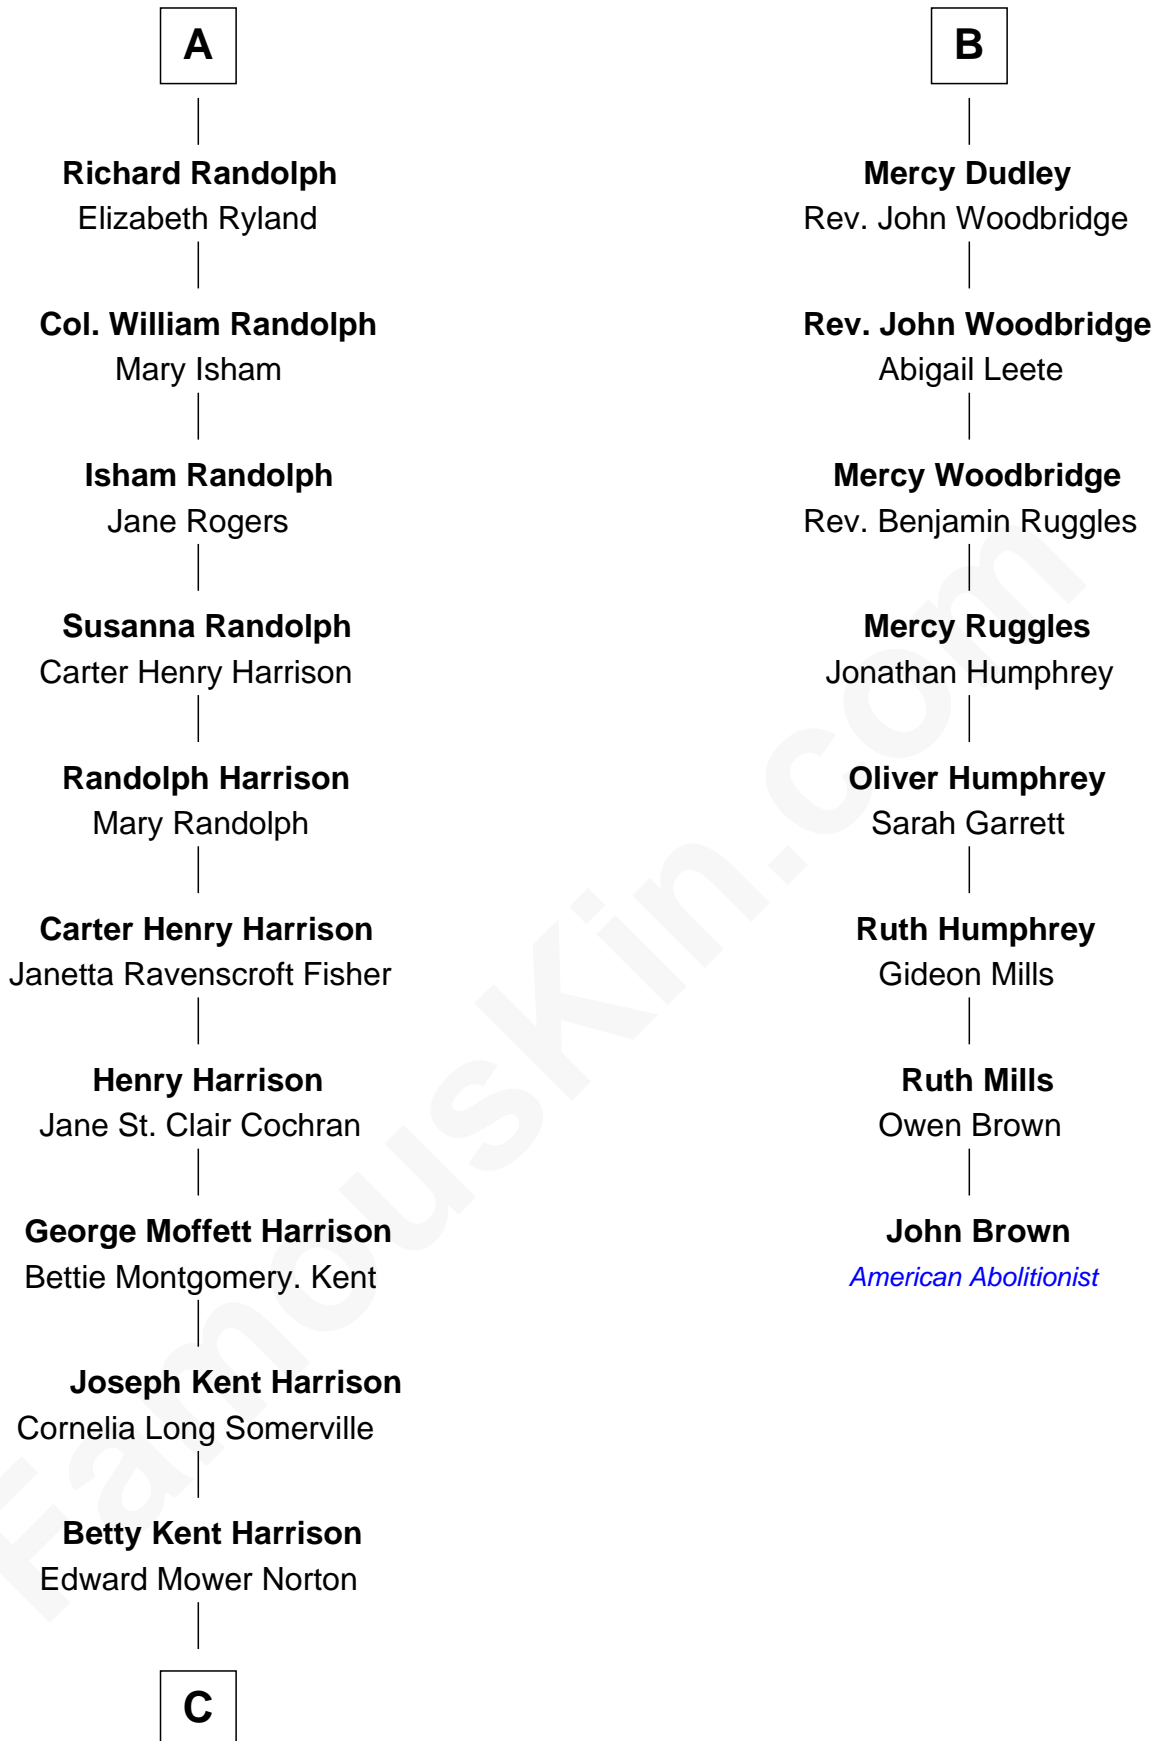 A
Richard Randolph
Elizabeth Ryland
Col. William Randolph
Mary Isham
Isham Randolph
Jane Rogers
Susanna Randolph
Carter Henry Harrison
Randolph Harrison
Mary Randolph
Carter Henry Harrison
Janetta Ravenscroft Fisher
Henry Harrison
Jane St. Clair Cochran
George Moffett Harrison
Bettie Montgomery. Kent
Joseph Kent Harrison
Cornelia Long Somerville
Betty Kent Harrison
Edward Mower Norton
C
B
Mercy Dudley
Rev. John Woodbridge
Rev. John Woodbridge
Abigail Leete
Mercy Woodbridge
Rev. Benjamin Ruggles
Mercy Ruggles
Jonathan Humphrey
Oliver Humphrey
Sarah Garrett
Ruth Humphrey
Gideon Mills
Ruth Mills
Owen Brown
John Brown
American Abolitionist
FamousKin.com